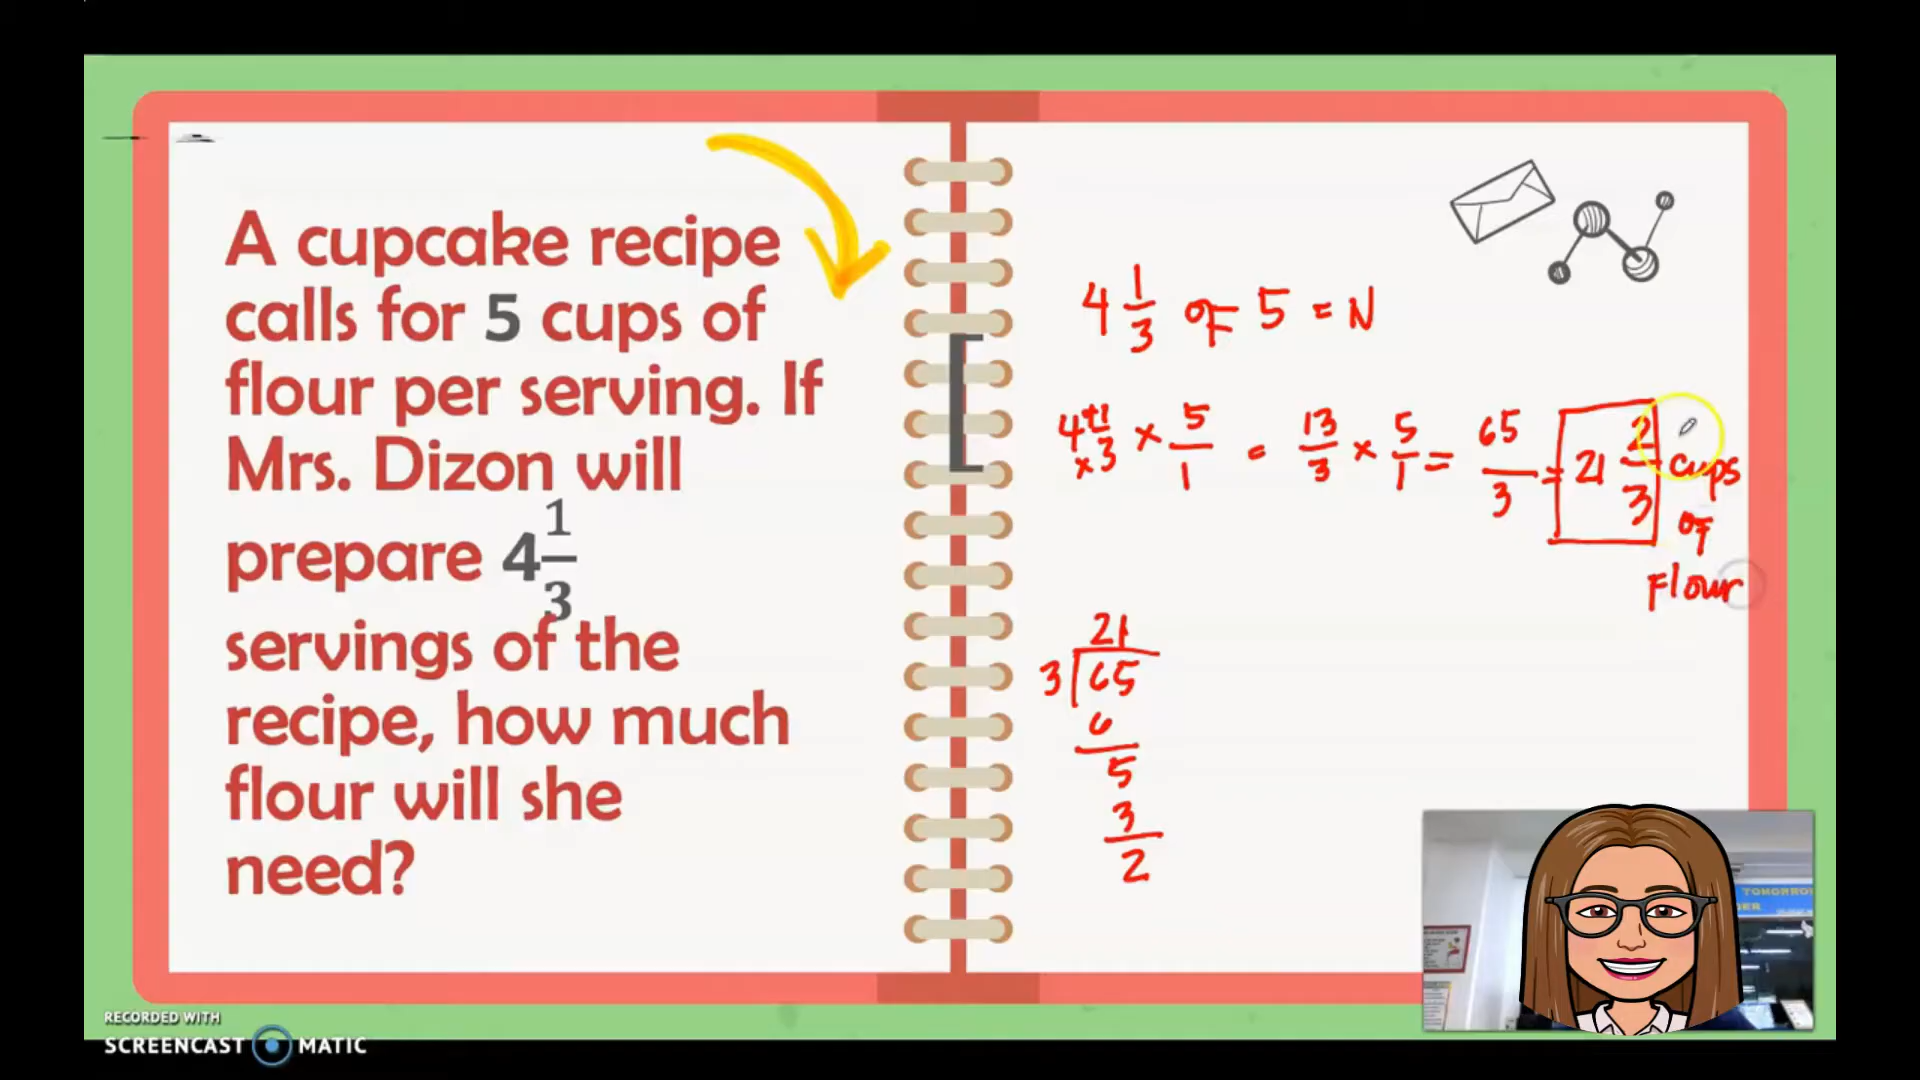 A cupcake recipe
calls for 5 cups of
flour per serving. If
Mrs. Dizon will
prepare 4 1/3
servings of the
recipe, how much
flour will she
need?
4 1/3 OF 5 = N
4 +1/×3 × 5/1 = 13/3 × 5/1 = 65/3 = 21 2/3 cups
OF
Flour
21
3 65
6
5
3
2
TOMORROW
RECORDED WITH
SCREENCAST MATIC